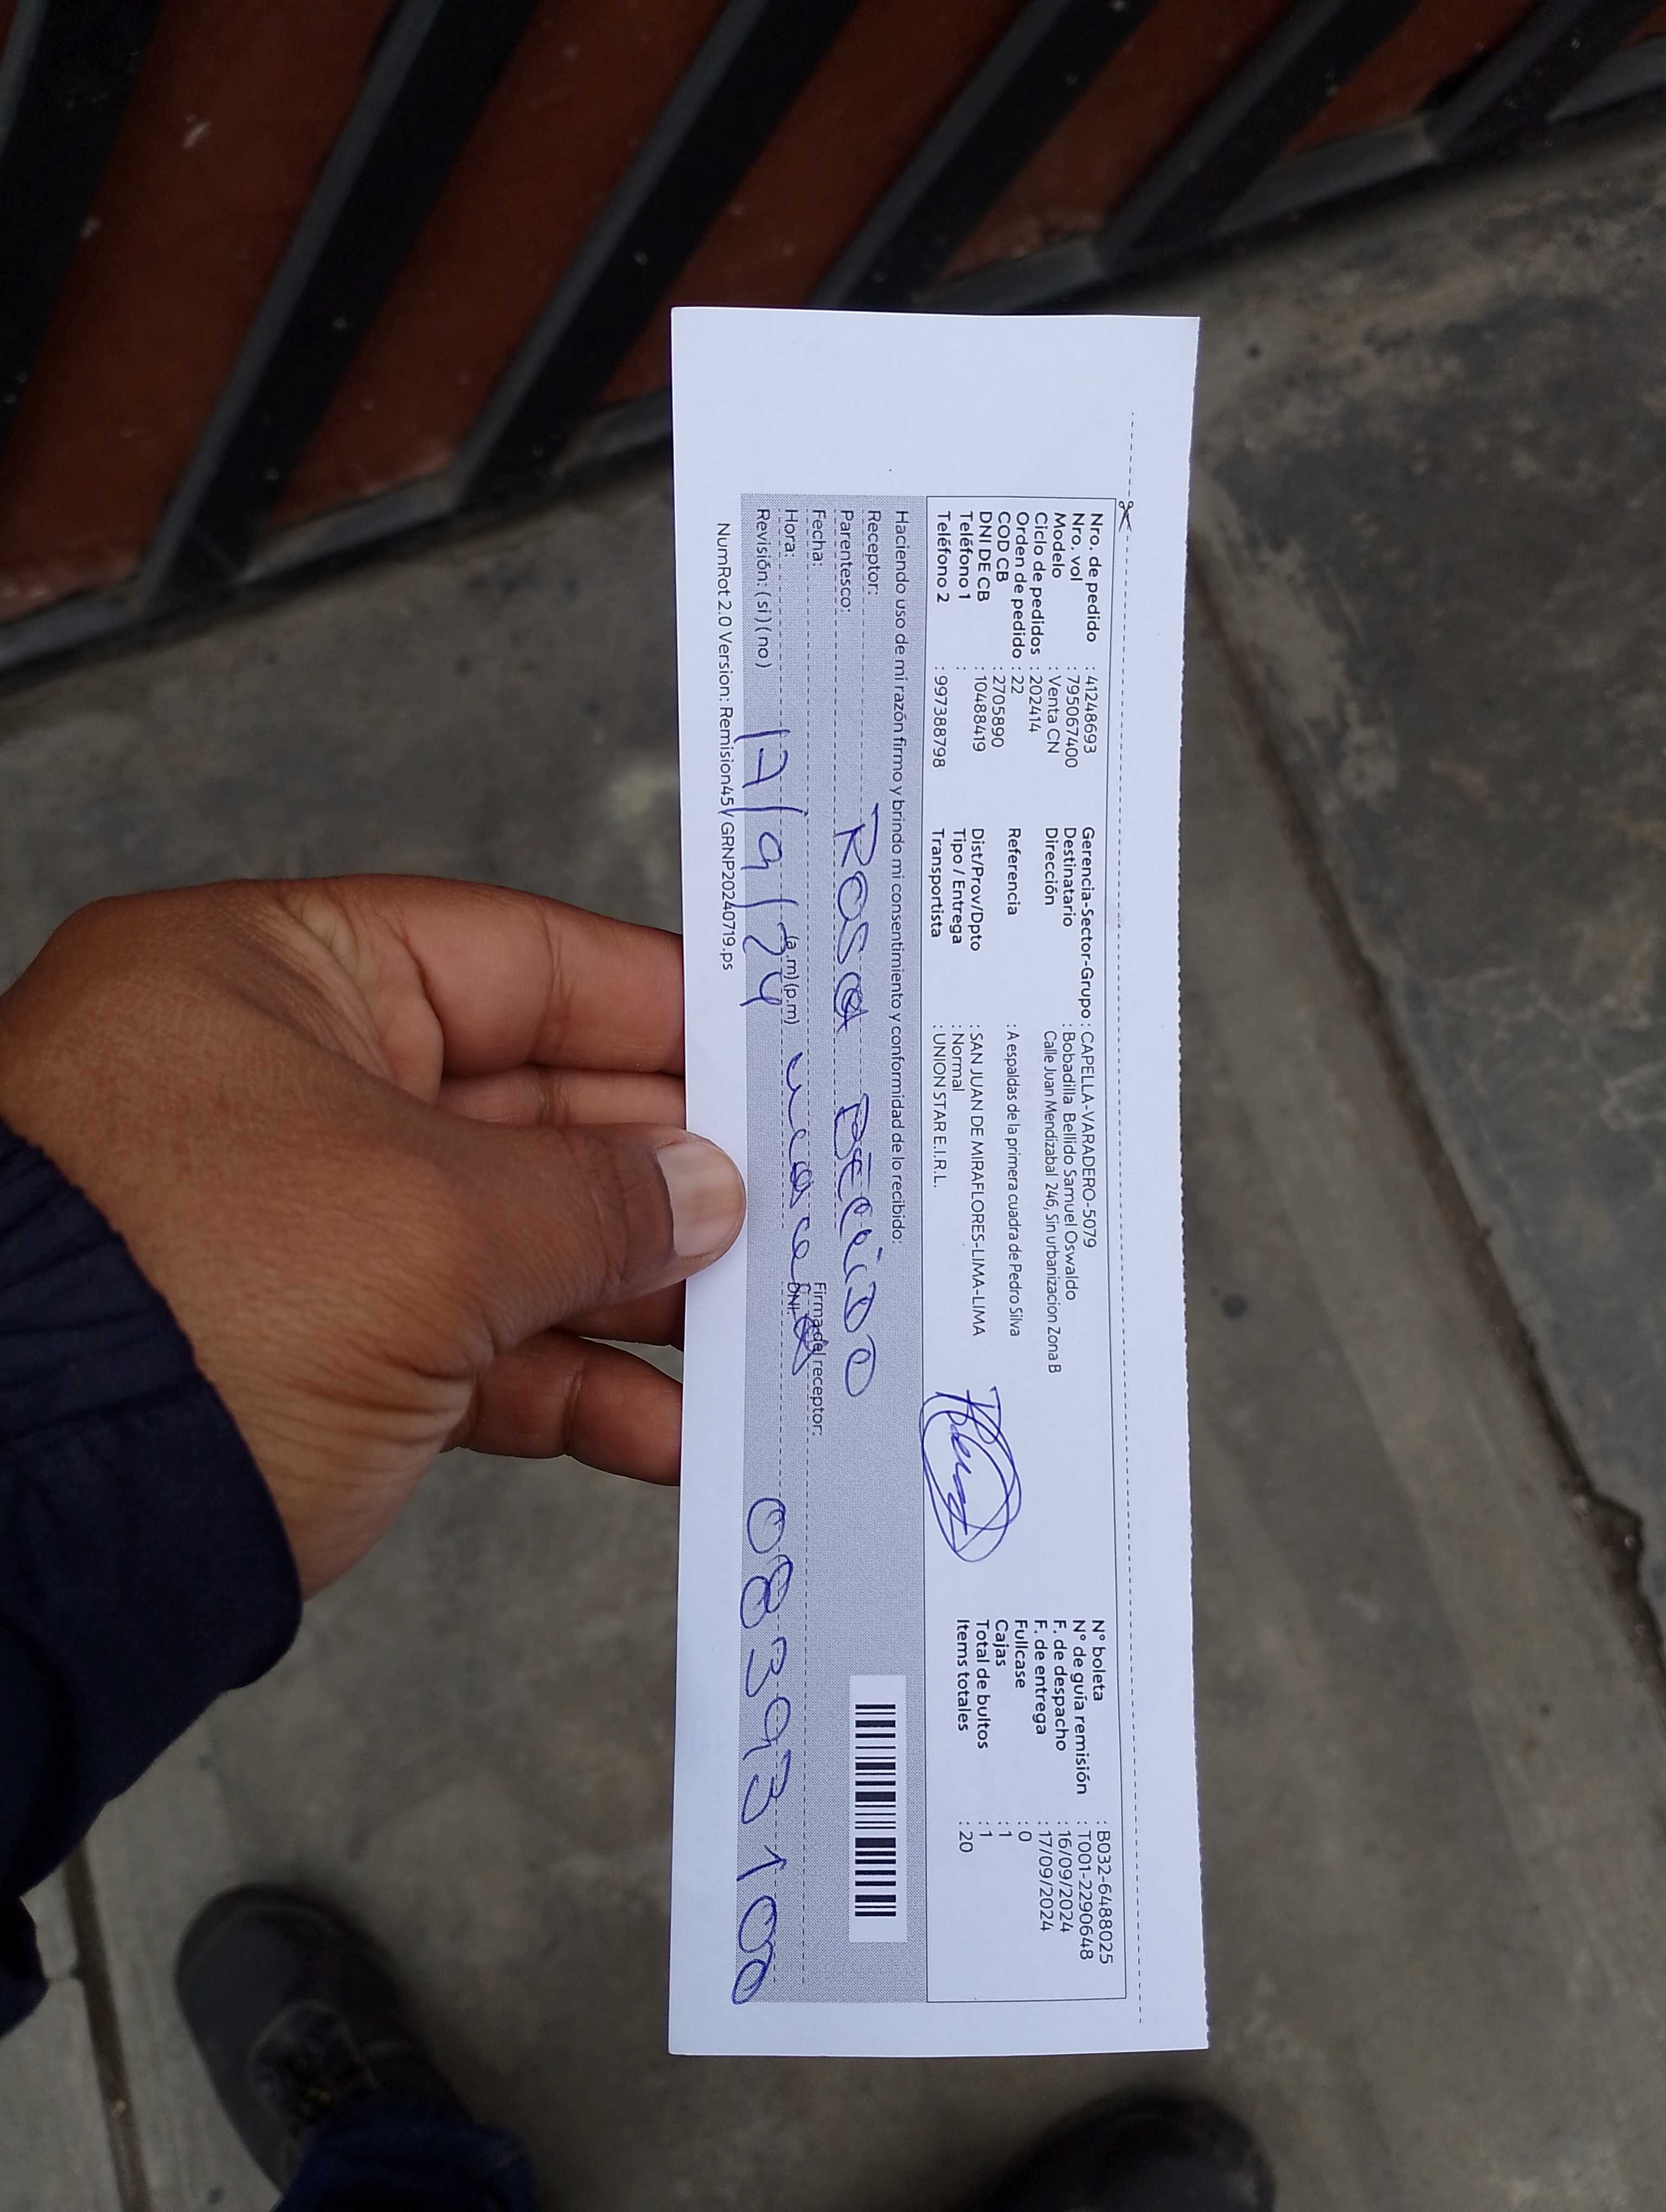 Nro. de pedido : 41248693
Nro. vol : 795067400
Modelo : Venta CN
Ciclo de pedidos : 202414
Orden de pedido : 22
COD CB : 2705890
DNI DE CB : 10488419
Teléfono 1 :
Teléfono 2 : 997388798
Gerencia-Sector-Grupo : CAPELLA-VARADERO-5079
Destinatario : Bobadilla Bellido Samuel Oswaldo
Dirección Calle Juan Mendizabal 246, Sin urbanizacion Zona B
Referencia : A espaldas de la primera cuadra de Pedro Silva
Dist/Prov/Dpto : SAN JUAN DE MIRAFLORES-LIMA-LIMA
Tipo / Entrega : Normal
Transportista : UNION STAR E.I.R.L.
N° boleta : B032-6488025
N° de guía remisión : T001-2290648
F. de despacho : 16/09/2024
F. de entrega : 17/09/2024
Fullcase : 0
Cajas : 1
Total de bultos : 1
Items totales : 20
Haciendo uso de mi razón firmo y brindo mi consentimiento y conformidad de lo recibido:
Receptor:
Parentesco: ROSA BELLIDO
Fecha: Firma del receptor:
Hora: (a.m)(p.m) DNI:
Revisión: (si)(no) 17/9/24 08393100
NumRot 2.0 Version: Remision45/ GRNP20240719.ps